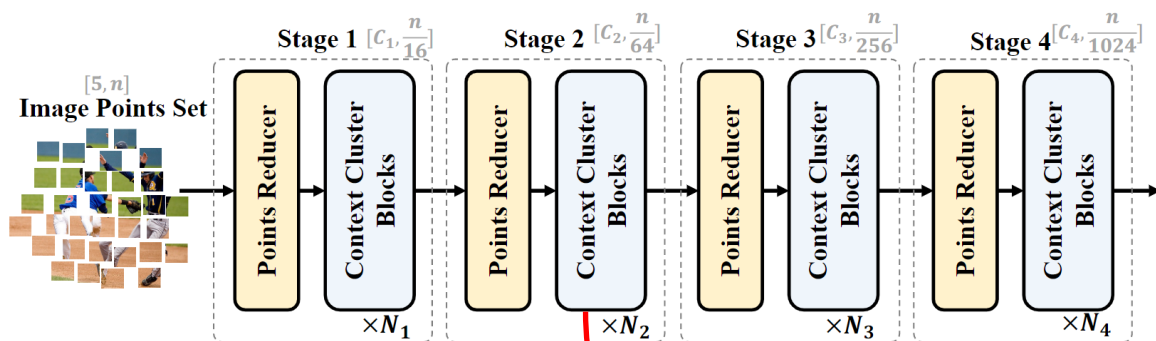 [5, n]
Image Points Set
Stage 1 [C₁, n/16]
Points Reducer
Context Cluster
Blocks
×N₁
Stage 2 [C₂, n/64]
Points Reducer
Context Cluster
Blocks
×N₂
Stage 3 [C₃, n/256]
Points Reducer
Context Cluster
Blocks
×N₃
Stage 4 [C₄, n/1024]
Points Reducer
Context Cluster
Blocks
×N₄